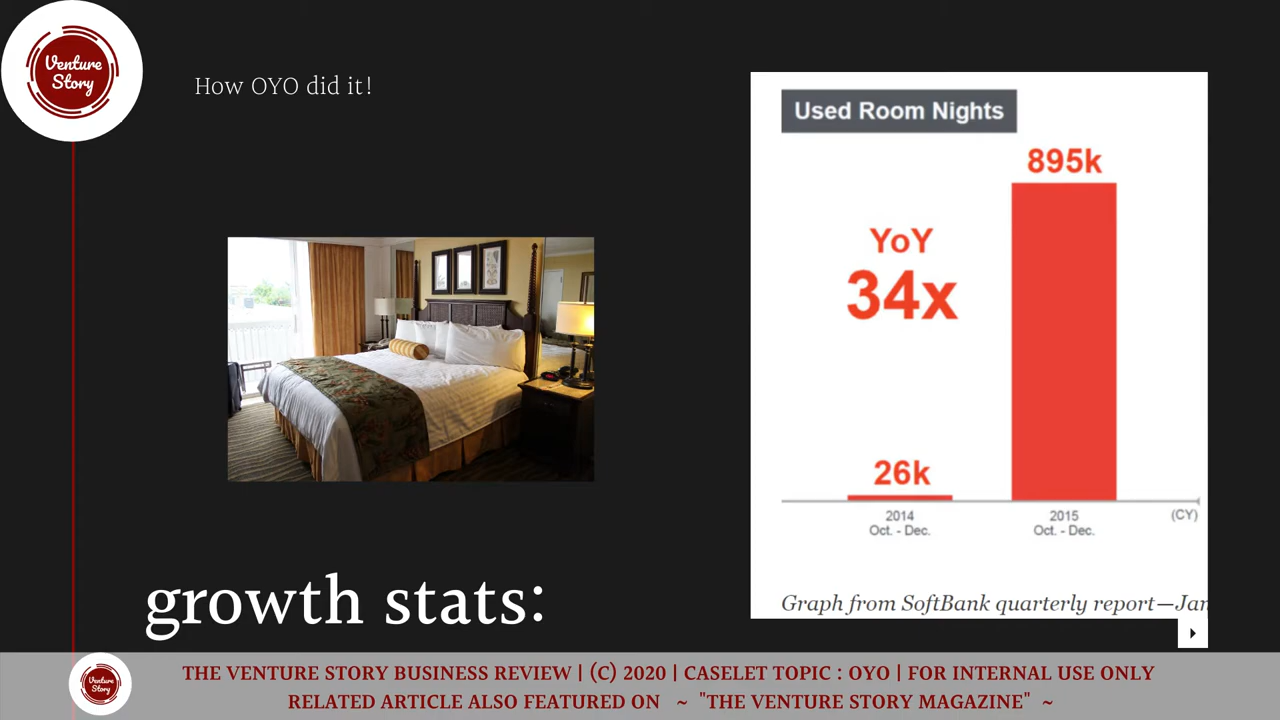 Venture
Story
How OYO did it!
Used Room Nights
895k
YoY
34x
26k
2014
Oct. - Dec.
2015
Oct. - Dec.
(CY)
Graph from SoftBank quarterly report—Jan
growth stats:
Venture
Story
THE VENTURE STORY BUSINESS REVIEW | (C) 2020 | CASELET TOPIC : OYO | FOR INTERNAL USE ONLY
RELATED ARTICLE ALSO FEATURED ON ~ "THE VENTURE STORY MAGAZINE" ~